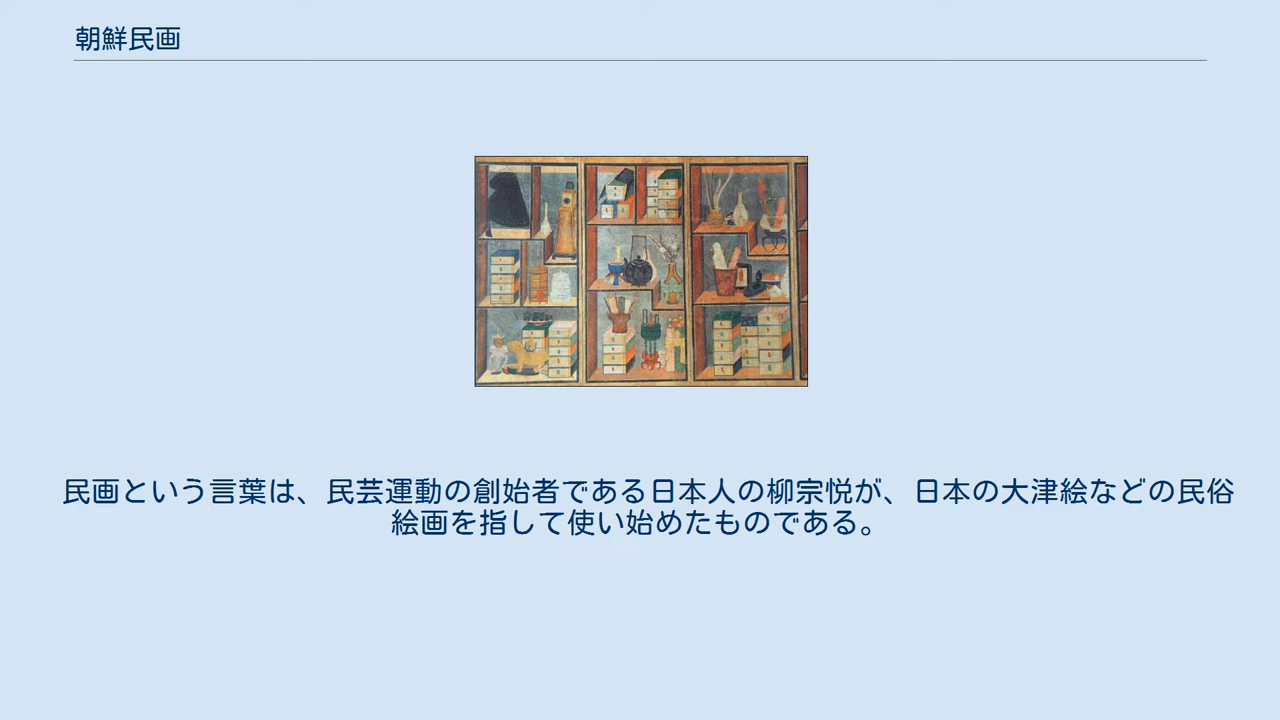 朝鮮民画
民画という言葉は、民芸運動の創始者である日本人の柳宗悦が、日本の大津絵などの民俗
絵画を指して使い始めたものである。